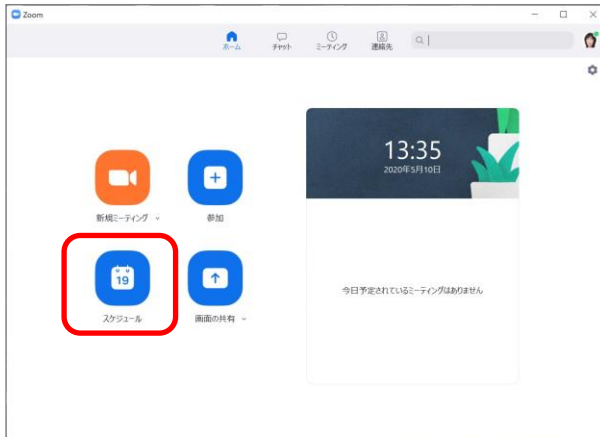 Zoom
ホーム
チャット
ミーティング
連絡先
13:35
2020年5月10日
新規ミーティング
参加
19
スケジュール
画面の共有
今日予定されているミーティングはありません